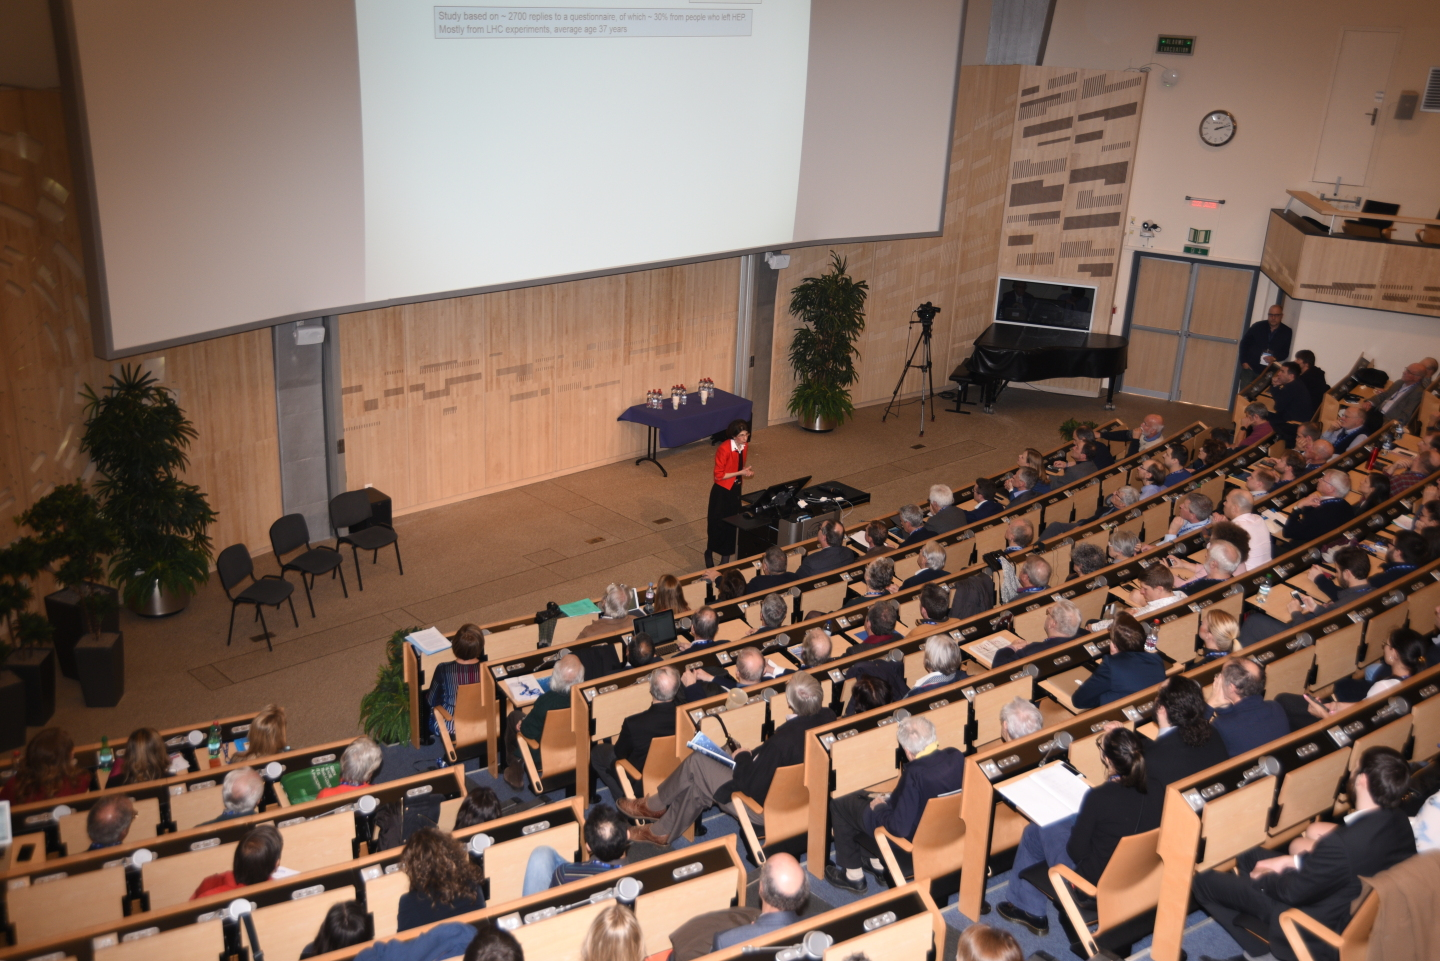 Study based on ~ 2700 replies to a questionnaire, of which ~ 30% from people who left HEP.
Mostly from LHC experiments, average age 37 years